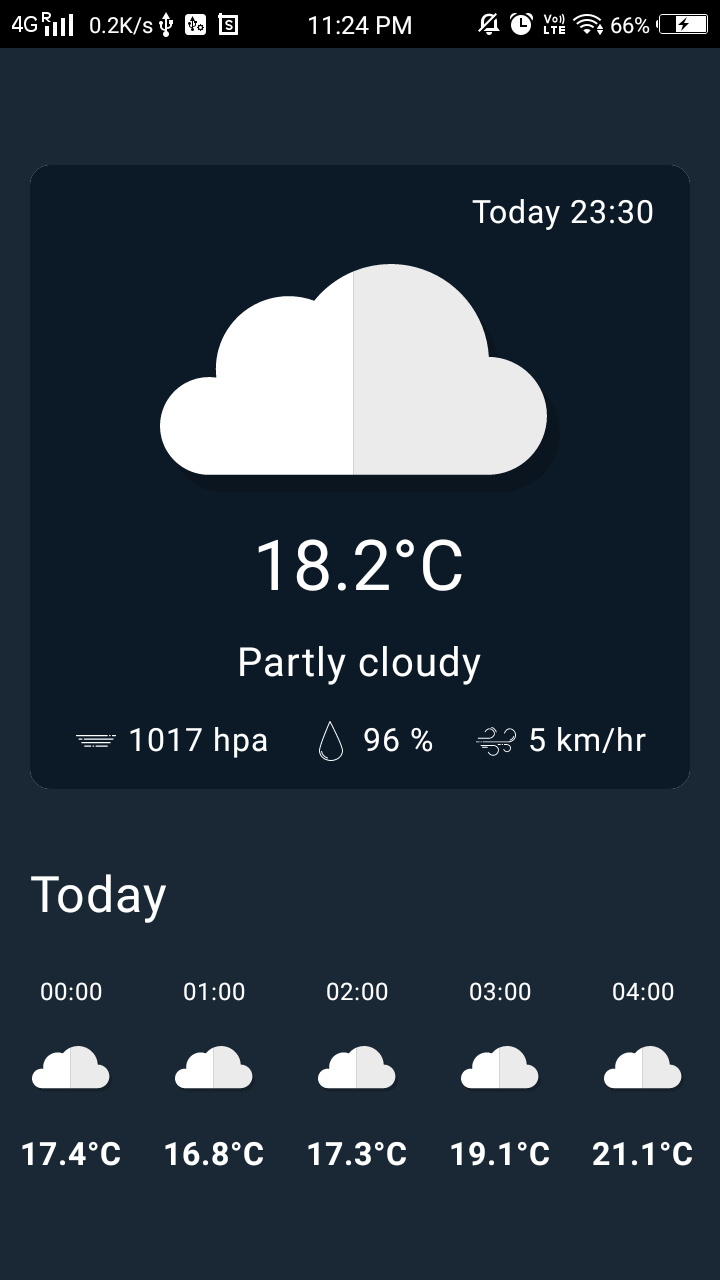 4G R 0.2K/s S 11:24 PM Vo)) LTE 66%
Today 23:30
18.2°C
Partly cloudy
1017 hpa 96 % 5 km/hr
Today
00:00 01:00 02:00 03:00 04:00
17.4°C 16.8°C 17.3°C 19.1°C 21.1°C